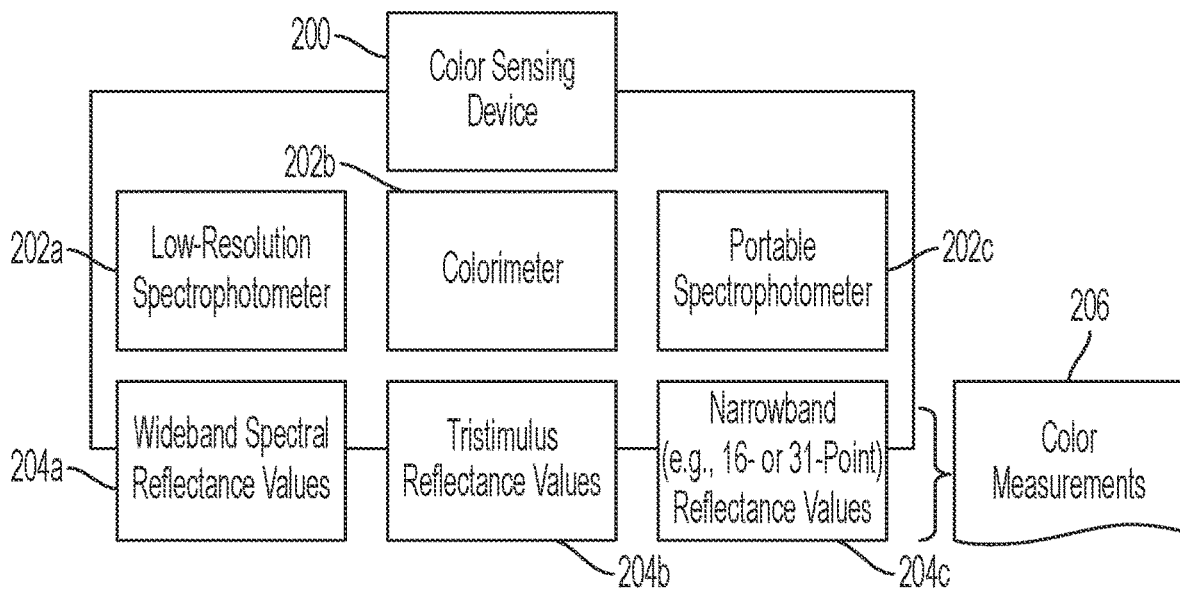 200
Color Sensing
Device
202b
202a
Low-Resolution
Spectrophotometer
Colorimeter
Portable
Spectrophotometer
202c
206
204a
Wideband Spectral
Reflectance Values
Tristimulus
Reflectance Values
Narrowband
(e.g., 16- or 31-Point)
Reflectance Values
Color
Measurements
204b
204c